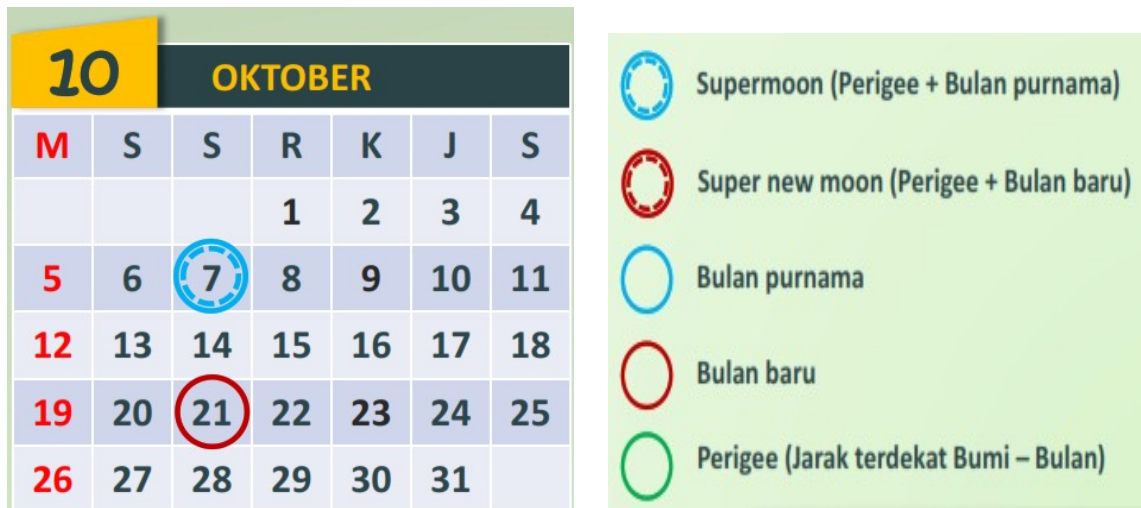 10 OKTOBER
M S S R K J S
1 2 3 4
5 6 7 8 9 10 11
12 13 14 15 16 17 18
19 20 21 22 23 24 25
26 27 28 29 30 31
Supermoon (Perigee + Bulan purnama)
Super new moon (Perigee + Bulan baru)
Bulan purnama
Bulan baru
Perigee (Jarak terdekat Bumi – Bulan)